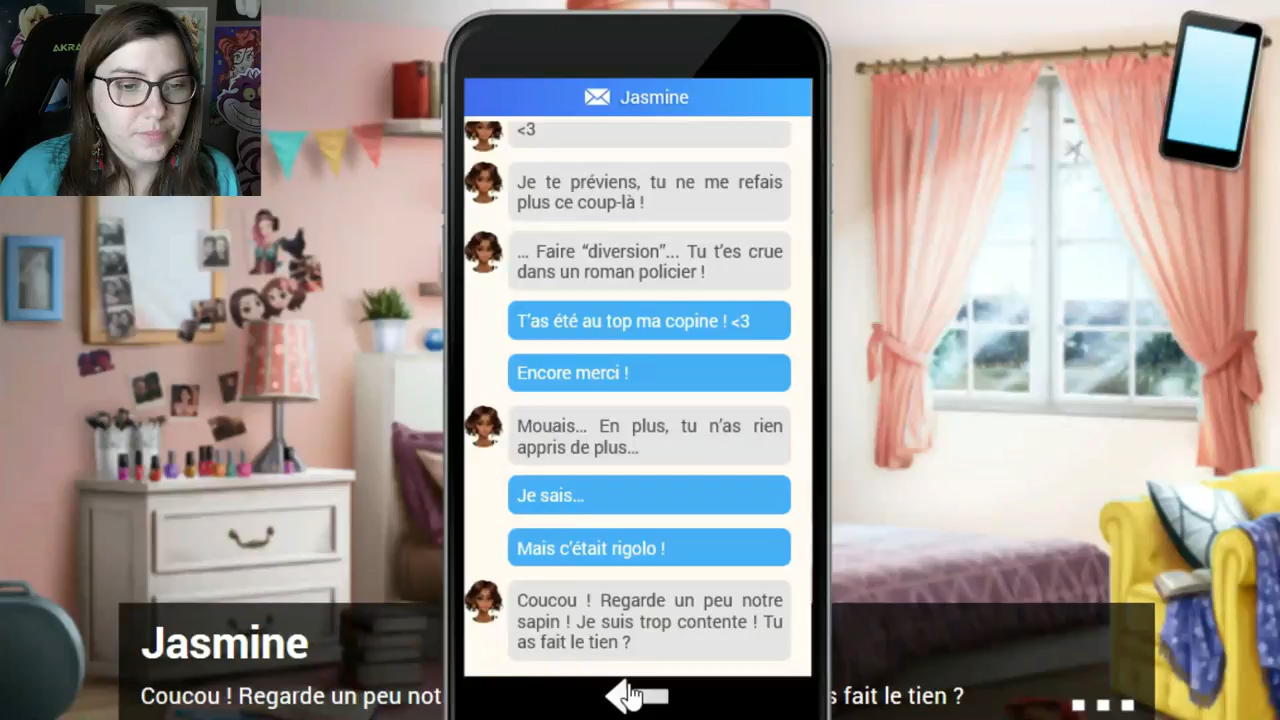 AKRA
Jasmine
<3
Je te préviens, tu ne me refais
plus ce coup-là !
... Faire “diversion”... Tu t’es crue
dans un roman policier !
T’as été au top ma copine ! <3
Encore merci !
Mouais... En plus, tu n’as rien
appris de plus...
Je sais...
Mais c’était rigolo !
Coucou ! Regarde un peu notre
sapin ! Je suis trop contente ! Tu
as fait le tien ?
Jasmine
Coucou ! Regarde un peu not s fait le tien ?